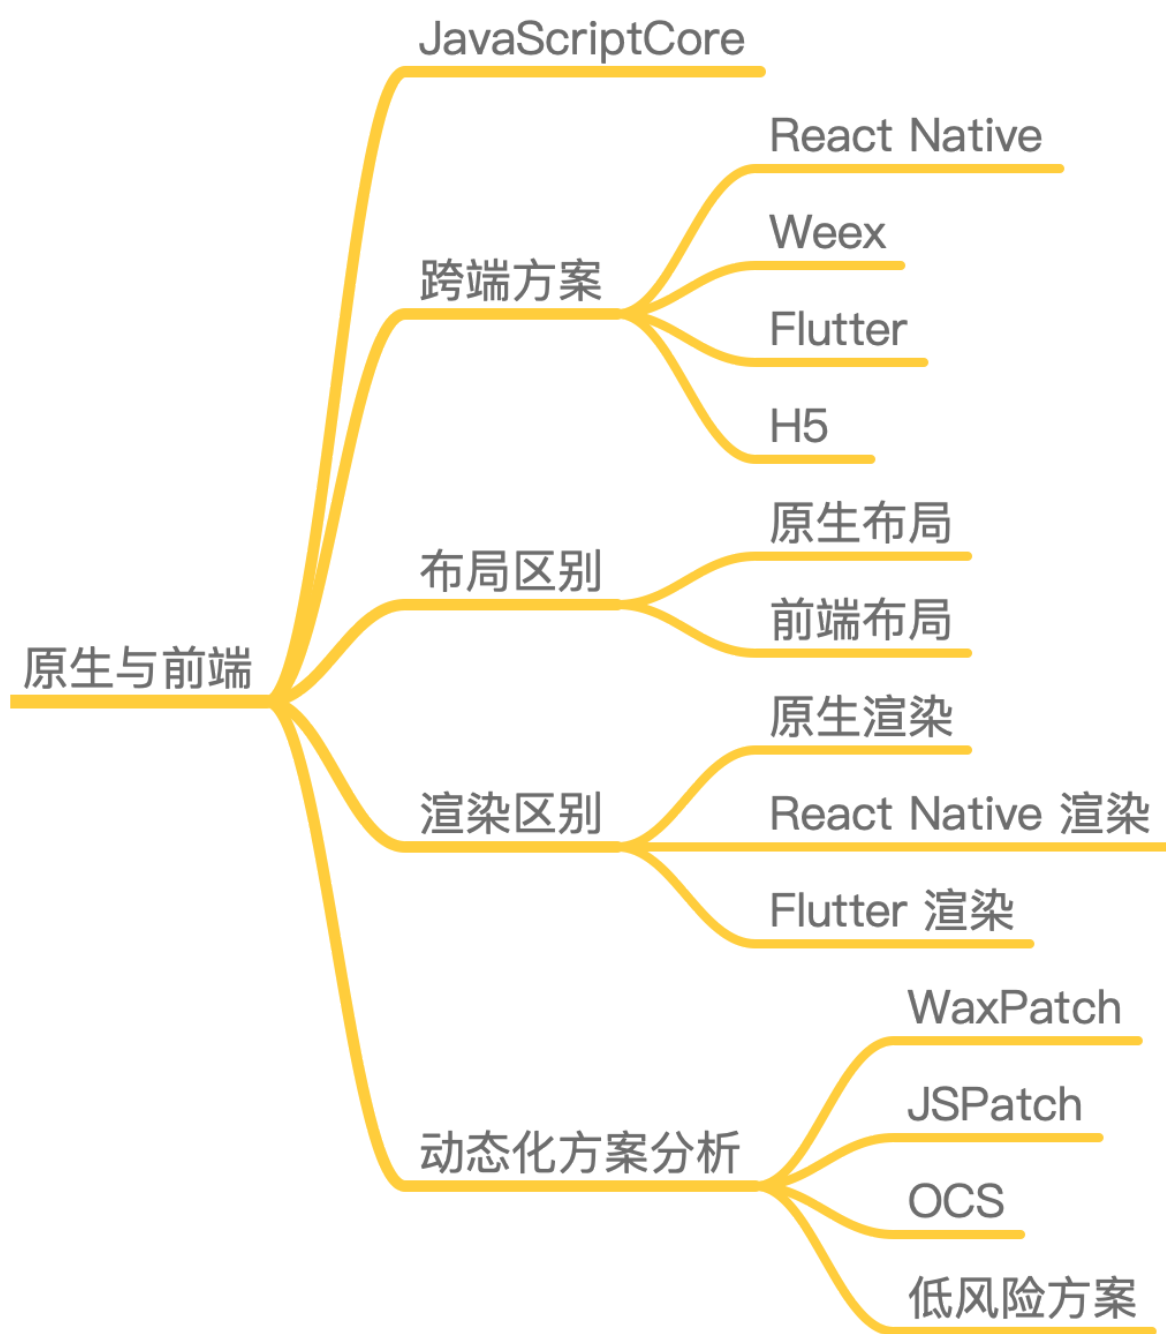 JavaScriptCore
React Native
Weex
跨端方案
Flutter
H5
原生布局
布局区别
前端布局
原生与前端
原生渲染
渲染区别
React Native 渲染
Flutter 渲染
WaxPatch
JSPatch
动态化方案分析
OCS
低风险方案